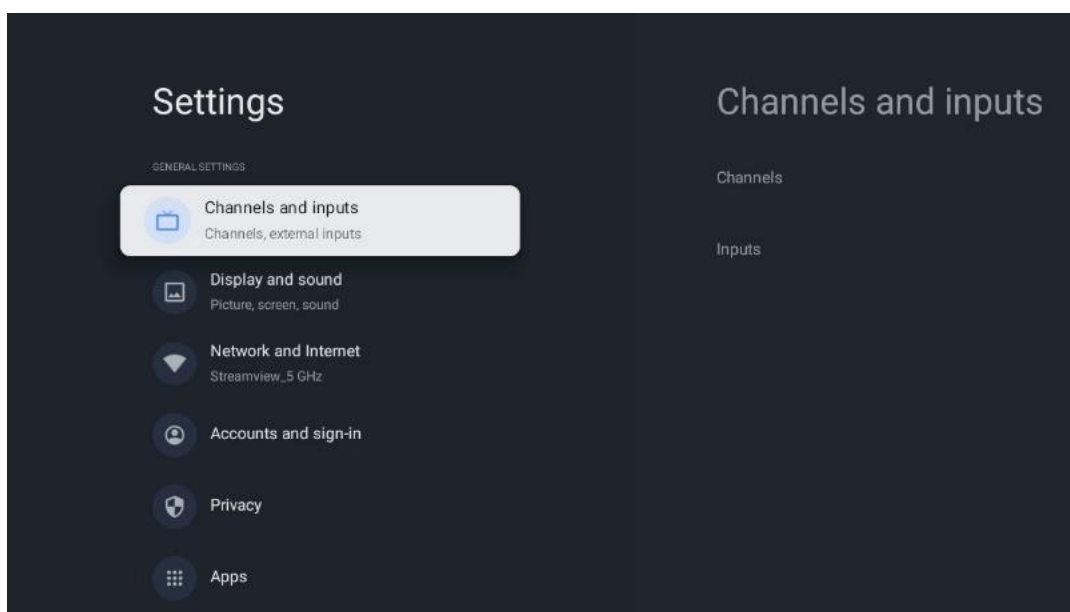 Settings
GENERAL SETTINGS
Channels and inputs
Channels, external inputs
Display and sound
Picture, screen, sound
Network and Internet
Streamview_5 GHz
Accounts and sign-in
Privacy
Apps
Channels and inputs
Channels
Inputs